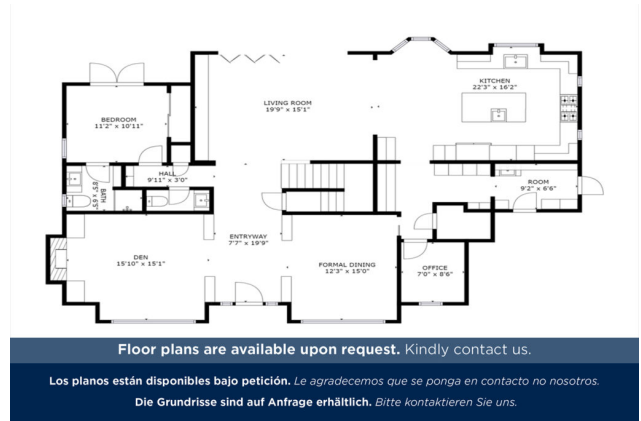 KITCHEN
22'3" x 16'2"
LIVING ROOM
19'9" x 15'1"
BEDROOM
11'2" x 10'11"
HALL
9'11" x 3'0"
BATH
8'5" x 6'5"
ROOM
9'2" x 6'6"
ENTRYWAY
7'7" x 19'9"
DEN
15'10" x 15'1"
FORMAL DINING
12'3" x 15'0"
OFFICE
7'0" x 8'6"
Floor plans are available upon request. Kindly contact us.
Los planos están disponibles bajo petición. Le agradecemos que se ponga en contacto no nosotros.
Die Grundrisse sind auf Anfrage erhältlich. Bitte kontaktieren Sie uns.